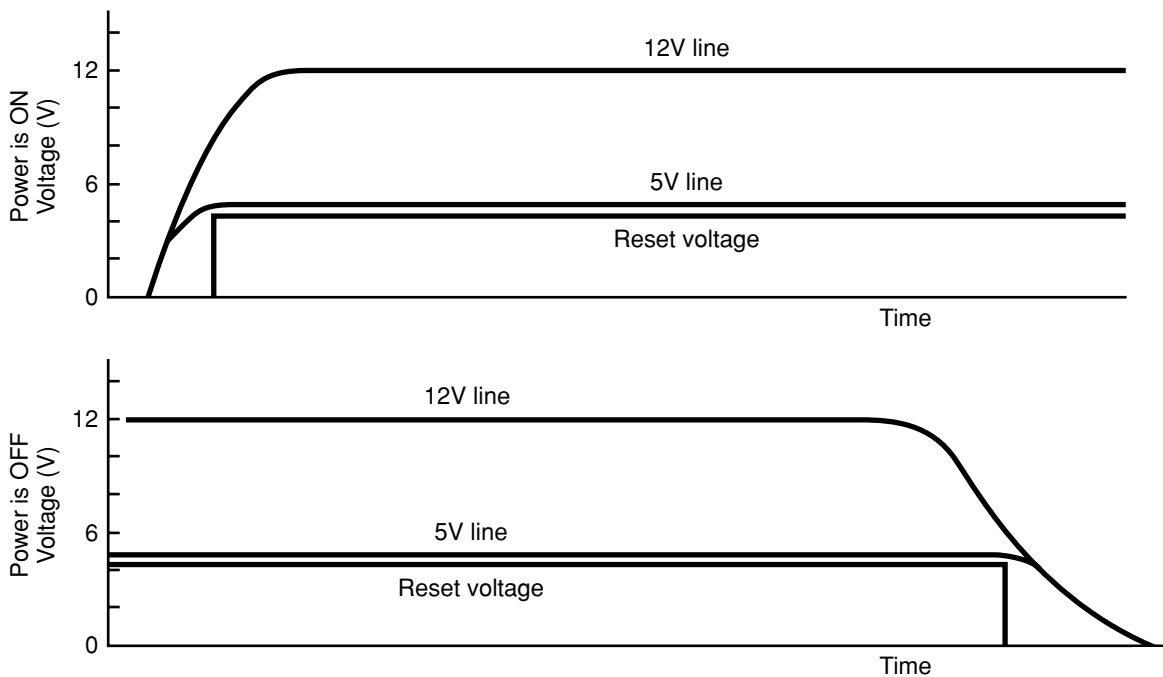 Power is ON
Voltage (V)
12
6
0
12V line
5V line
Reset voltage
Time
Power is OFF
Voltage (V)
12
6
0
12V line
5V line
Reset voltage
Time